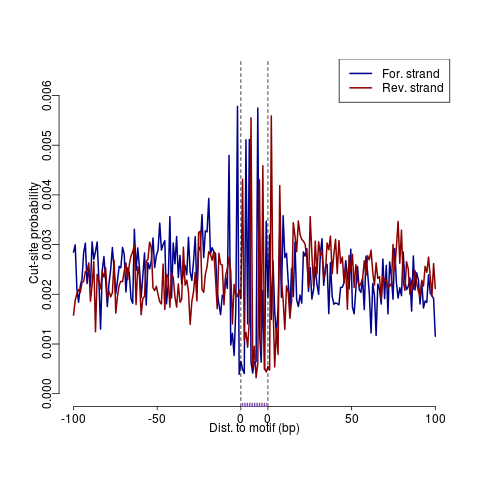 For. strand
Rev. strand
Cut-site probability
0.006
0.005
0.004
0.003
0.002
0.001
0.000
-100 -50 0 0 50 100
Dist. to motif (bp)